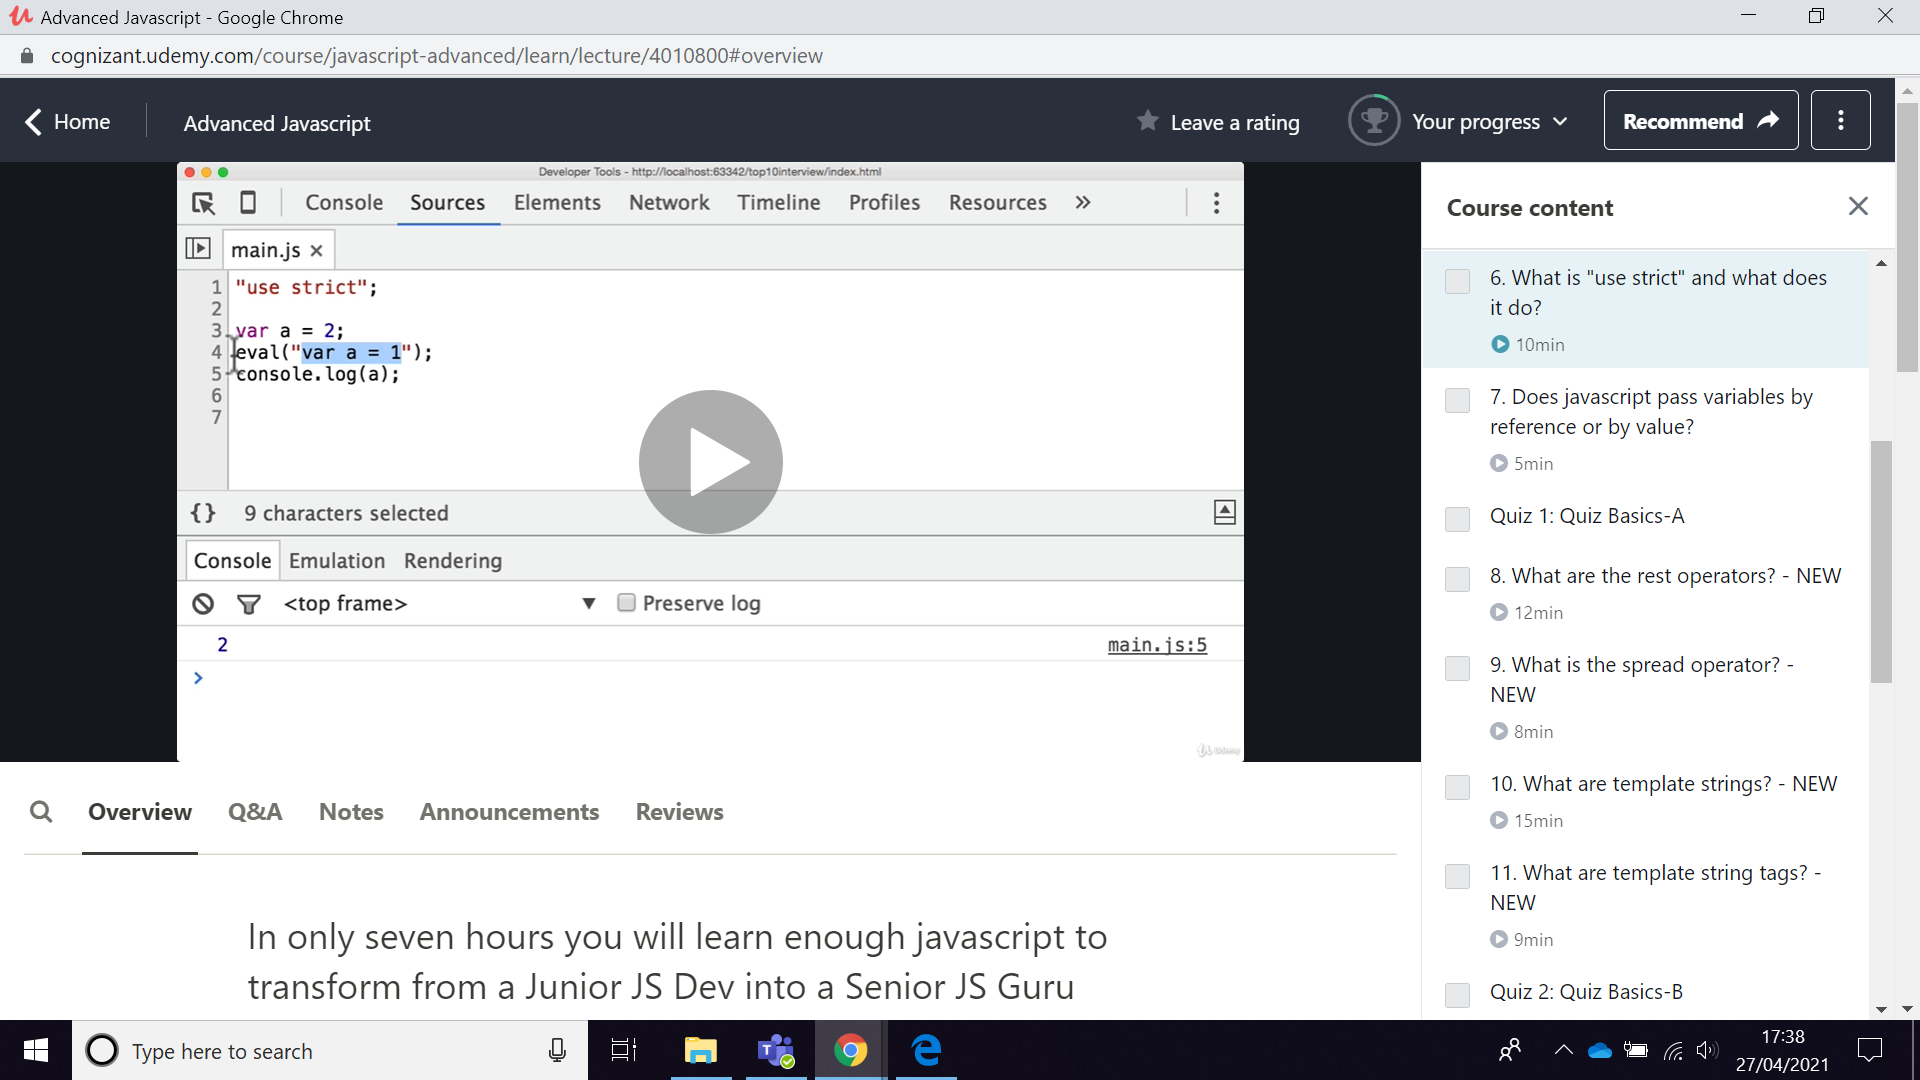 Advanced Javascript - Google Chrome
cognizant.udemy.com/course/javascript-advanced/learn/lecture/4010800#overview
Home
Advanced Javascript
Leave a rating
Your progress
Recommend
Developer Tools - http://localhost:63342/top10interview/index.html
Console Sources Elements Network Timeline Profiles Resources »
main.js ×
1 "use strict";
2
3 var a = 2;
4 eval("var a = 1");
5 console.log(a);
6
7
{} 9 characters selected
Console Emulation Rendering
<top frame> ▼ Preserve log
2 main.js:5
>
Udemy
Course content
6. What is "use strict" and what does
it do?
10min
7. Does javascript pass variables by
reference or by value?
5min
Quiz 1: Quiz Basics-A
8. What are the rest operators? - NEW
12min
9. What is the spread operator? -
NEW
8min
10. What are template strings? - NEW
15min
11. What are template string tags? -
NEW
9min
Quiz 2: Quiz Basics-B
Overview Q&A Notes Announcements Reviews
In only seven hours you will learn enough javascript to
transform from a Junior JS Dev into a Senior JS Guru
Type here to search
17:38
27/04/2021